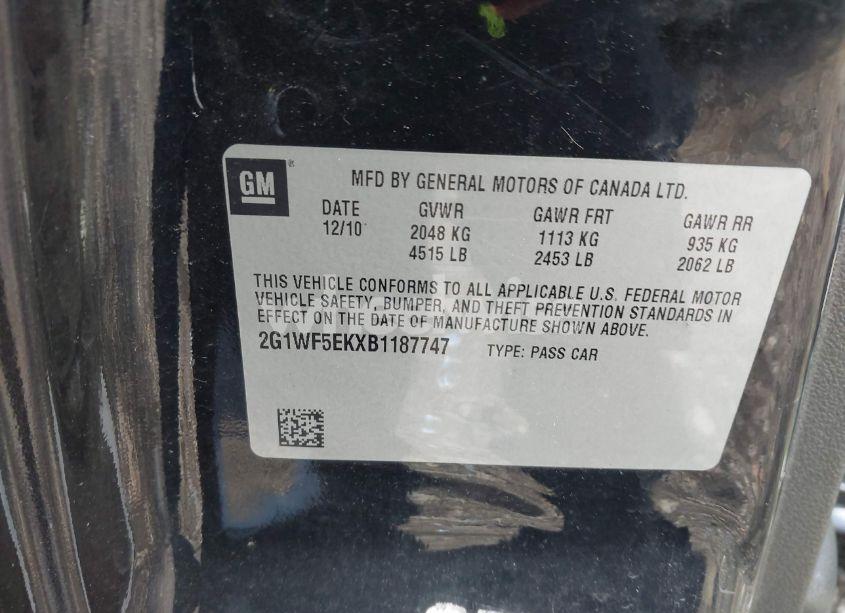 GM
MFD BY GENERAL MOTORS OF CANADA LTD.
DATE GVWR GAWR FRT GAWR RR
12/10 2048 KG 1113 KG 935 KG
4515 LB 2453 LB 2062 LB
THIS VEHICLE CONFORMS TO ALL APPLICABLE U.S. FEDERAL MOTOR
VEHICLE SAFETY, BUMPER, AND THEFT PREVENTION STANDARDS IN
EFFECT ON THE DATE OF MANUFACTURE SHOWN ABOVE.
2G1WF5EKXB1187747 TYPE: PASS CAR